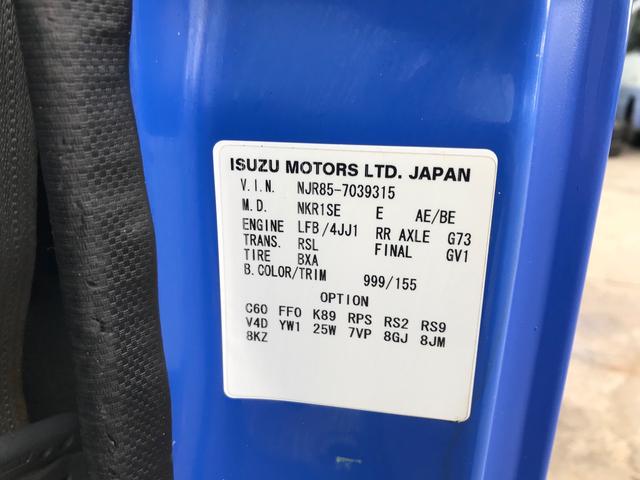 ISUZU MOTORS LTD. JAPAN
V.I.N. NJR85-7039315
M.D. NKR1SE E AE/BE
ENGINE LFB/4JJ1 RR AXLE G73
TRANS. RSL FINAL GV1
TIRE BXA
B.COLOR/TRIM 999/155
OPTION
C60 FF0 K89 RPS RS2 RS9
V4D YW1 25W 7VP 8GJ 8JM
8KZ